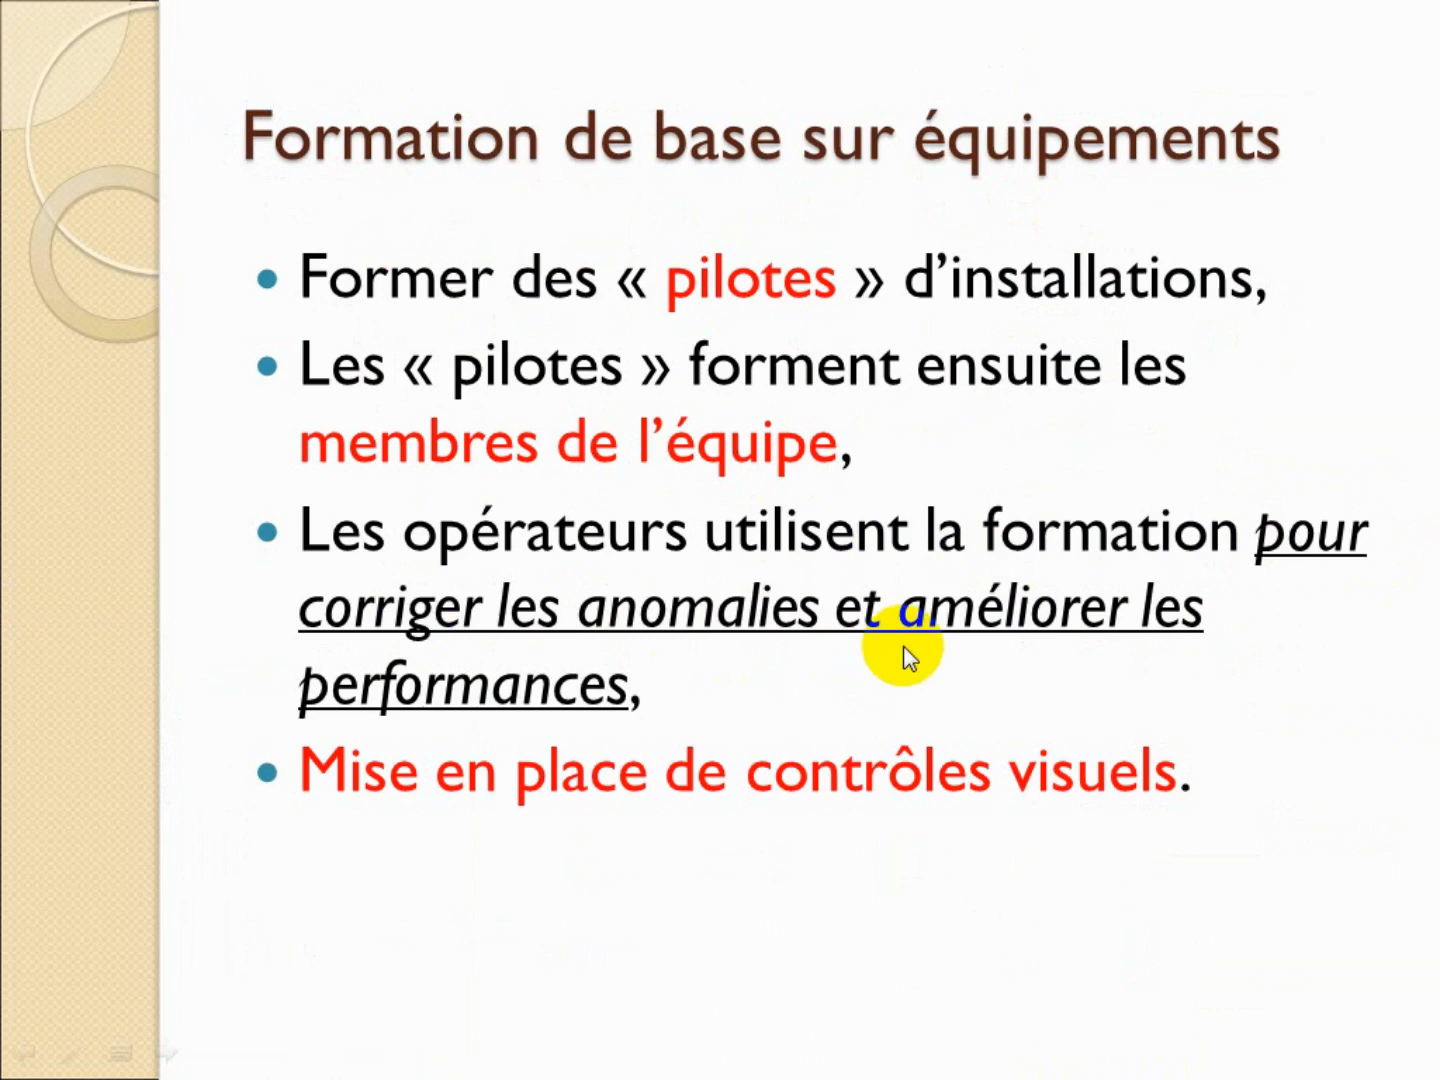 Formation de base sur équipements
• Former des « pilotes » d’installations,
• Les « pilotes » forment ensuite les
membres de l’équipe,
• Les opérateurs utilisent la formation pour
corriger les anomalies et améliorer les
performances,
• Mise en place de contrôles visuels.